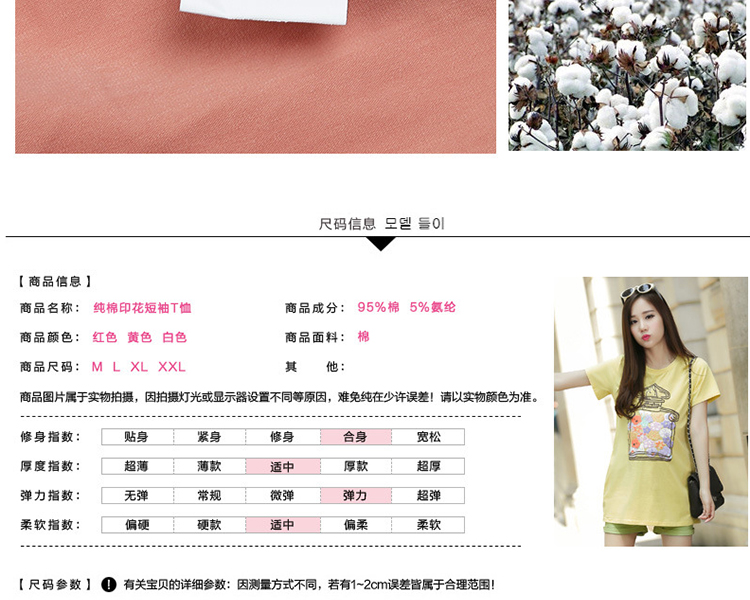 尺码信息 모델 들이
【商品信息】
商品名称： 纯棉印花短袖T恤 商品成分： 95%棉 5%氨纶
商品颜色： 红色 黄色 白色 商品面料： 棉
商品尺码： M L XL XXL 其 他：
商品图片属于实物拍摄，因拍摄灯光或显示器设置不同等原因，难免纯在少许误差！请以实物颜色为准。
修身指数： 贴身 紧身 修身 合身 宽松
厚度指数： 超薄 薄款 适中 厚款 超厚
弹力指数： 无弹 常规 微弹 弹力 超弹
柔软指数： 偏硬 硬款 适中 偏柔 柔软
【尺码参数】 ! 有关宝贝的详细参数：因测量方式不同，若有1~2cm误差皆属于合理范围！